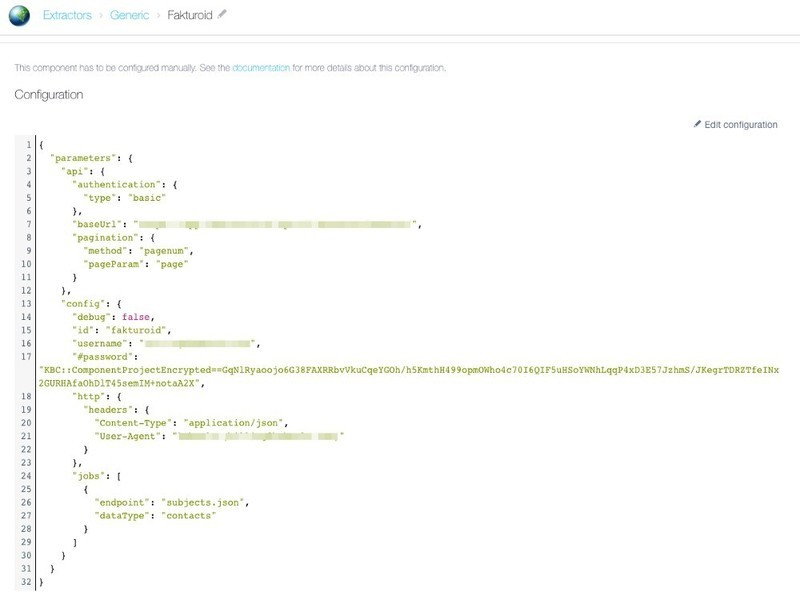 Extractors › Generic › Fakturoid
This component has to be configured manually. See the documentation for more details about this configuration.
Configuration
Edit configuration
1 {
2 "parameters": {
3 "api": {
4 "authentication": {
5 "type": "basic"
6 },
7 "baseUrl": "",
8 "pagination": {
9 "method": "pagenum",
10 "pageParam": "page"
11 }
12 },
13 "config": {
14 "debug": false,
15 "id": "fakturoid",
16 "username": "",
17 "#password":
"KBC::ComponentProjectEncrypted==GqNlRyaoojo6G38FAXRRbvVkuCqeYGOh/h5KmthH499opmOWho4c70I6QIF5uHSoYWNhLqqP4xD3E57JzhmS/JKegrTDRZTfeINx
2GURHAfaOhDlT45semIM+notaA2X",
18 "http": {
19 "headers": {
20 "Content-Type": "application/json",
21 "User-Agent": ""
22 }
23 },
24 "jobs": [
25 {
26 "endpoint": "subjects.json",
27 "dataType": "contacts"
28 }
29 ]
30 }
31 }
32 }